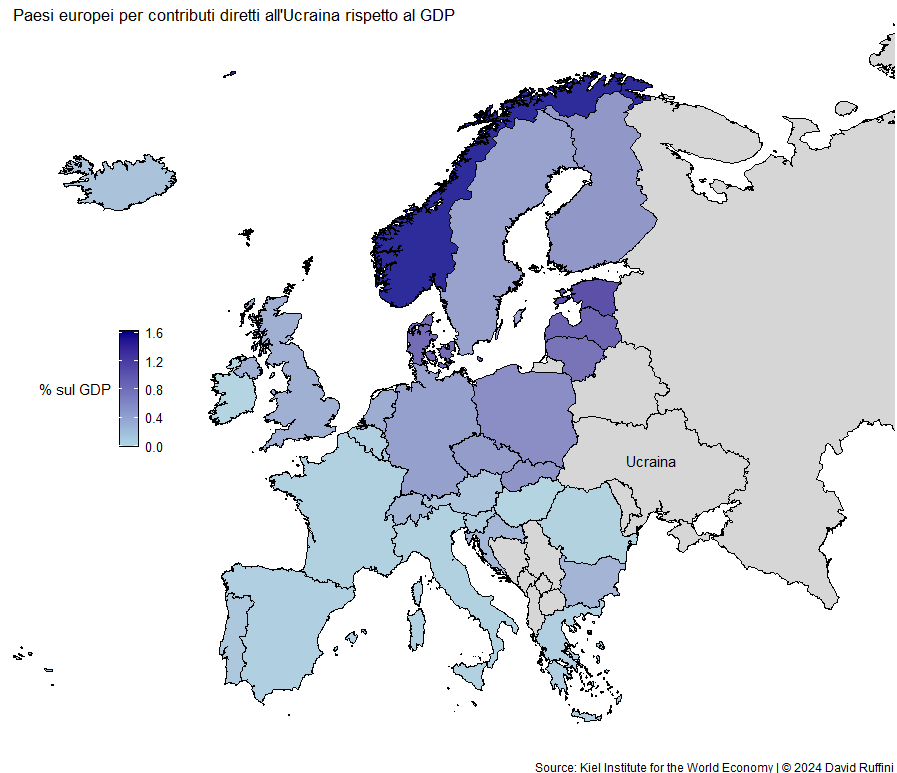 Paesi europei per contributi diretti all'Ucraina rispetto al GDP
% sul GDP
1.6
1.2
0.8
0.4
0.0
Ucraina
Source: Kiel Institute for the World Economy | © 2024 David Ruffini